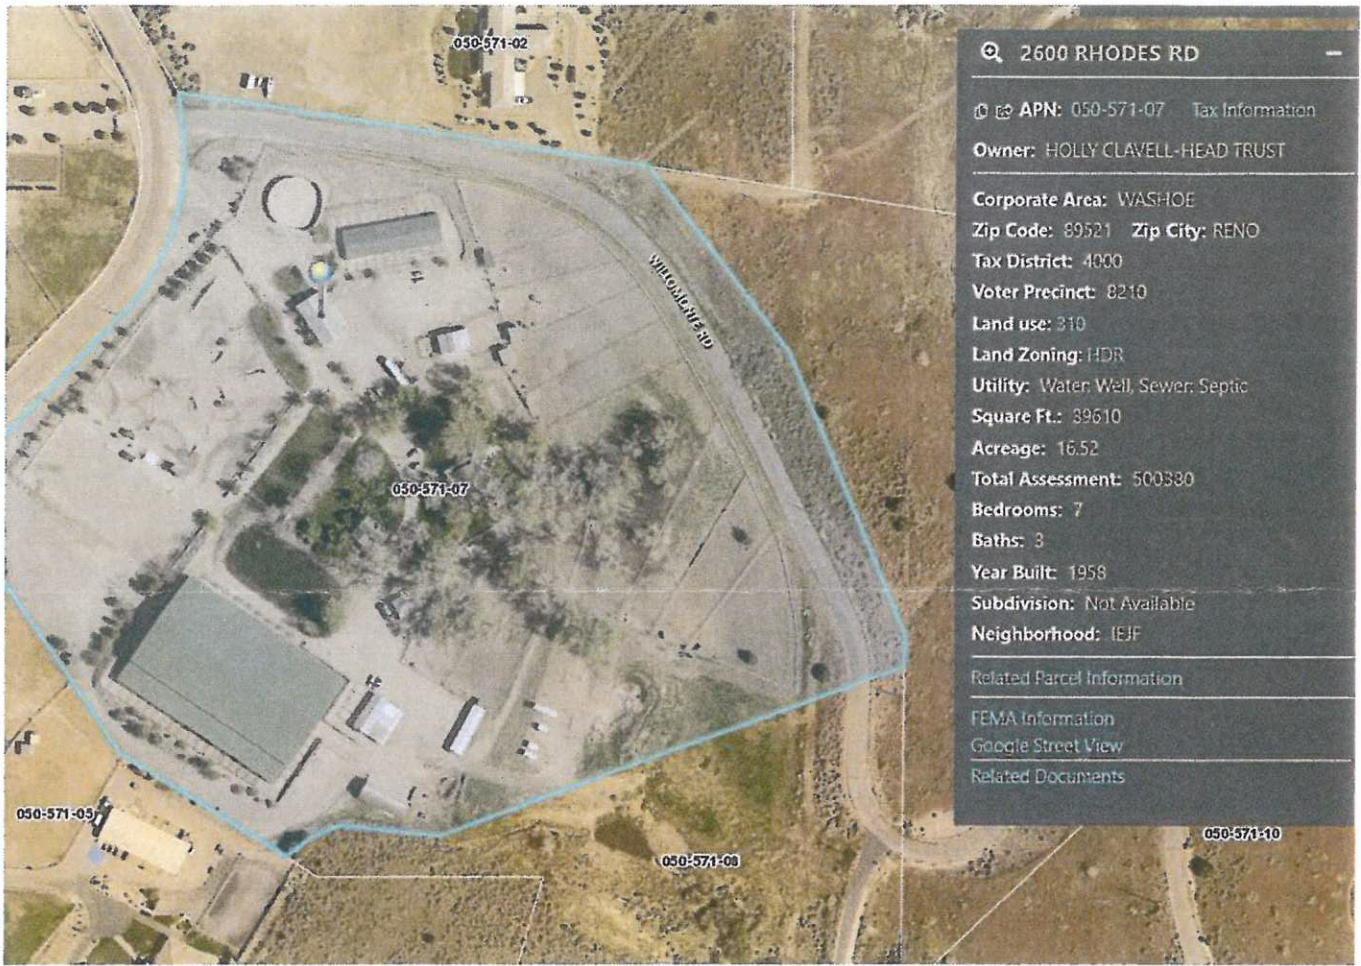 050-571-02
2600 RHODES RD
APN: 050-571-07 Tax Information
Owner: HOLLY CLAVELL-HEAD TRUST
Corporate Area: WASHOE
Zip Code: 89521 Zip City: RENO
Tax District: 4000
Voter Precinct: 8210
Land use: 310
Land Zoning: HDR
Utility: Water: Well, Sewer: Septic
Square Ft.: 39610
Acreage: 16.52
Total Assessment: 500380
Bedrooms: 7
Baths: 3
Year Built: 1958
Subdivision: Not Available
Neighborhood: IEJF
Related Parcel Information
FEMA Information
Google Street View
Related Documents
WILLOMONTE RD
050-571-07
050-571-05
050-571-08
050-571-10